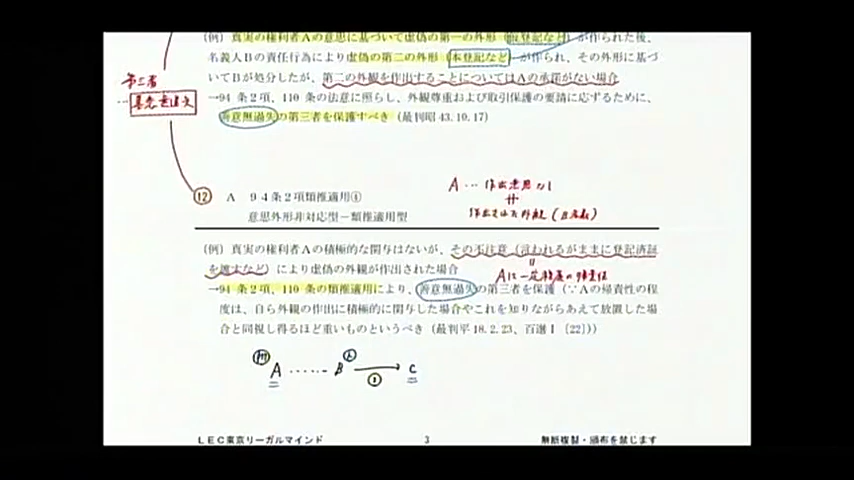 (例) 真実の権利者Aの意思に基づいて虚偽の第一の外形(仮登記など)が作られた後、
名義人Bの責任行為により虚偽の第二の外形(本登記など)が作られ、その外形に基づ
いてBが処分したが、第二の外観を作出することについてはAの承諾がない場合
→94条2項、110条の法意に照らし、外観尊重および取引保護の要請に応ずるために、
善意無過失の第三者を保護すべき(最判昭43.10.17)
第三者
善意無過失
⑫ A 94条2項類推適用④
意思外形非対応型-類推適用型
A… 作出意思なし
作出された外観
(例) 真実の権利者Aの積極的な関与はないが、その不注意(言われるがままに登記済証
を渡すなど)により虚偽の外観が作出された場合
Aに一定程度の帰責性
→94条2項、110条の類推適用により、善意無過失の第三者を保護(∵Aの帰責性の程
度は、自ら外観の作出に積極的に関与した場合やこれを知りながらあえて放置した場
合と同視し得るほど重いものというべき(最判平18.2.23、百選Ⅰ[22]))
A ……B → C
LEC東京リーガルマインド 3 無断複製・頒布を禁じます